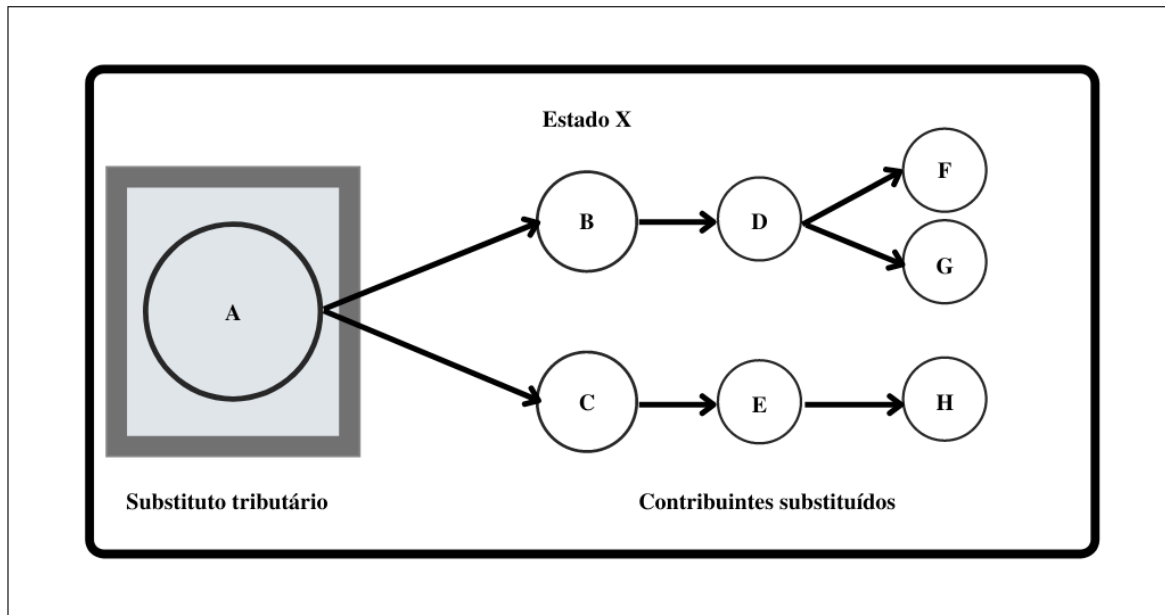 Estado X
A
B
D
F
G
C
E
H
Substituto tributário
Contribuintes substituídos